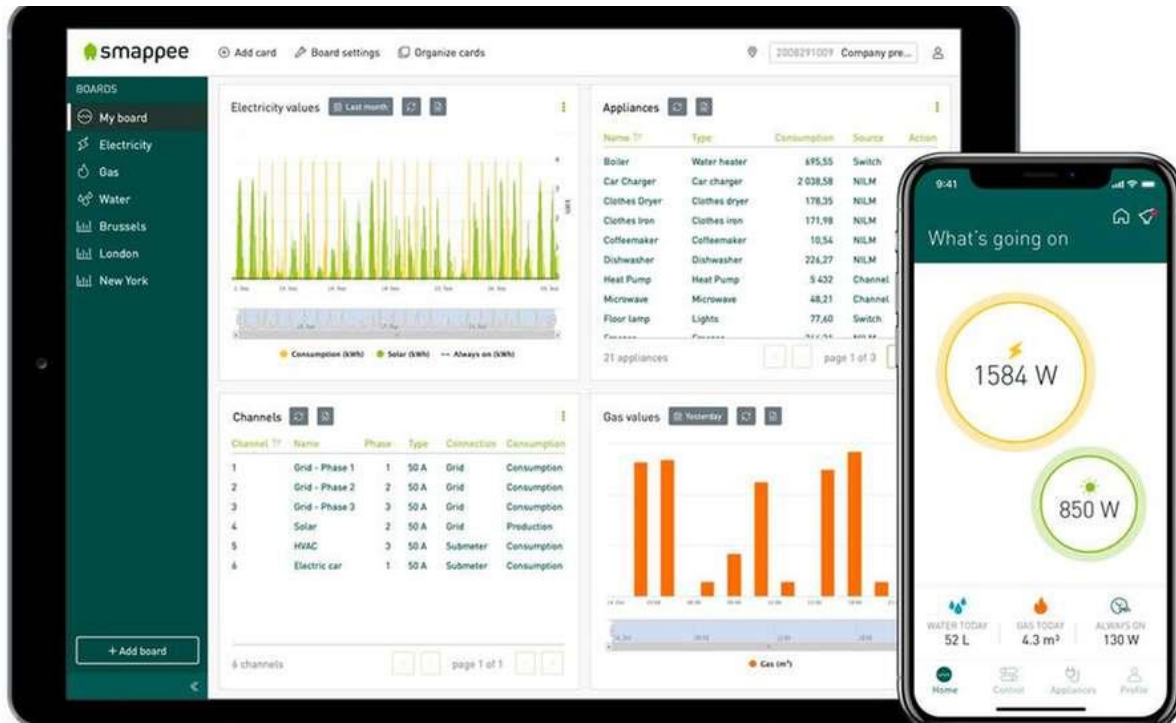 smappee
Add card
Board settings
Organize cards
2008291009 Company pre...
BOARDS
My board
Electricity
Gas
Water
Brussels
London
New York
+ Add board
Electricity values
Last month
Consumption (kWh) Solar (kWh) Always on (kWh)
Appliances
Name Type Consumption Source Action
Boiler Water heater 695,55 Switch
Car Charger Car charger 2 038,58 NILM
Clothes Dryer Clothes dryer 178,35 NILM
Clothes Iron Clothes iron 171,98 NILM
Coffeemaker Coffeemaker 10,54 NILM
Dishwasher Dishwasher 226,27 NILM
Heat Pump Heat Pump 5 432 Channel
Microwave Microwave 48,21 Channel
Floor lamp Lights 77,60 Switch
21 appliances
page 1 of 3
Channels
Channel Name Phase Type Connection Consumption
1 Grid - Phase 1 1 50 A Grid Consumption
2 Grid - Phase 2 2 50 A Grid Consumption
3 Grid - Phase 3 3 50 A Grid Consumption
4 Solar 2 50 A Grid Production
5 HVAC 3 50 A Submeter Consumption
6 Electric car 1 50 A Submeter Consumption
6 channels
page 1 of 1
Gas values
Yesterday
Gas (m³)
9:41
What's going on
1584 W
850 W
WATER TODAY
52 L
GAS TODAY
4.3 m³
ALWAYS ON
130 W
Home
Control
Appliances
Profile